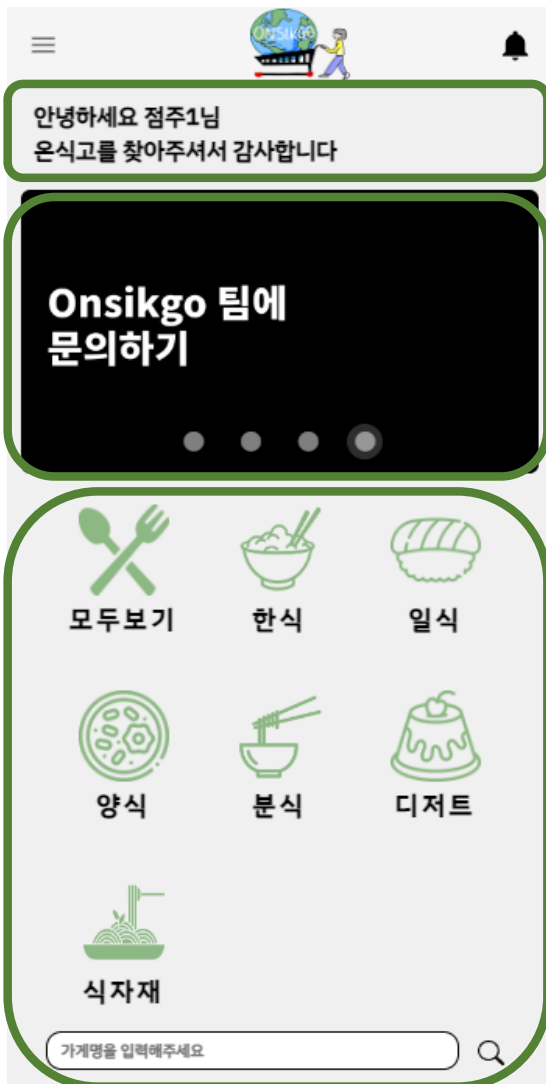 ONSIKGO
안녕하세요 점주1님
온식고를 찾아주셔서 감사합니다
Onsikgo 팀에
문의하기
모두보기 한식 일식
양식 분식 디저트
식자재
가게명을 입력해주세요